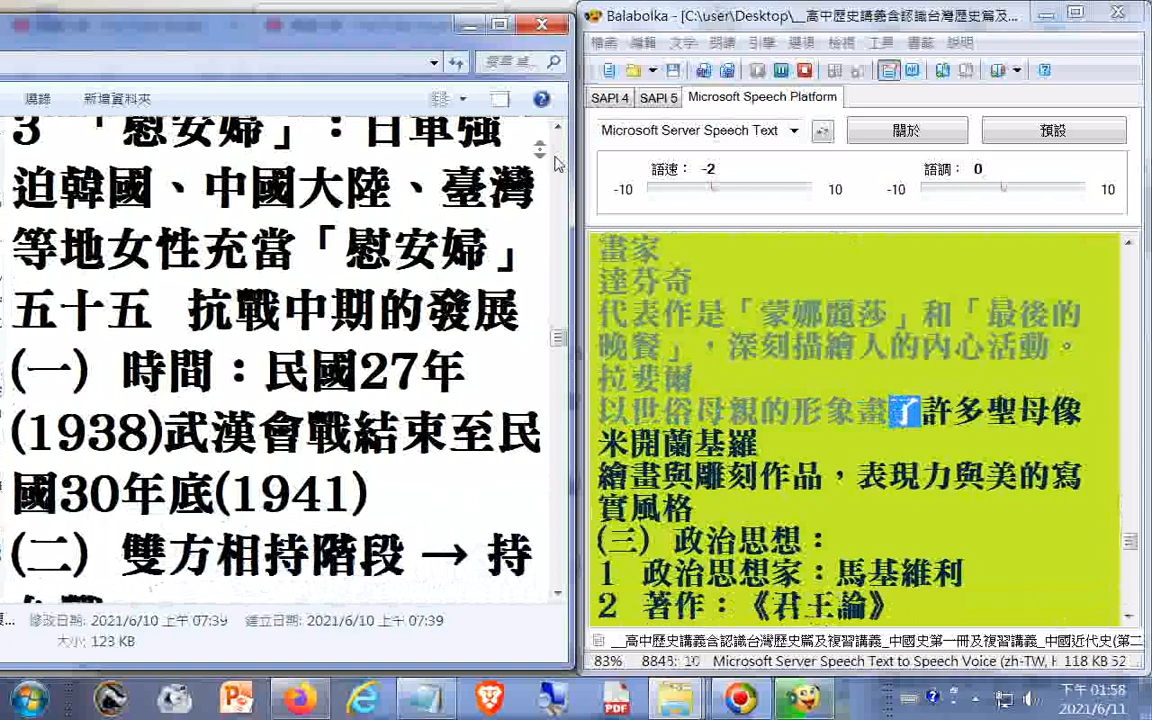 Balabolka - [C:\user\Desktop\__高中歷史講義含認識台灣歷史篇及...
檔案 編輯 文字 朗讀 引擎 選項 檢視 工具 書籤 說明
燒錄 新增資料夾
SAPI 4 SAPI 5 Microsoft Speech Platform
Microsoft Server Speech Text 關於 預設
語速： -2 語調： 0
-10 10 -10 10
3 「慰安婦」：日軍強
迫韓國、中國大陸、臺灣
等地女性充當「慰安婦」
五十五 抗戰中期的發展
(一) 時間：民國27年
(1938)武漢會戰結束至民
國30年底(1941)
(二) 雙方相持階段 → 持
修改日期: 2021/6/10 上午 07:39 建立日期: 2021/6/10 上午 07:39
大小: 123 KB
畫家
達芬奇
代表作是「蒙娜麗莎」和「最後的
晚餐」，深刻描繪人的內心活動。
拉斐爾
以世俗母親的形象畫了許多聖母像
米開蘭基羅
繪畫與雕刻作品，表現力與美的寫
實風格
(三) 政治思想：
1 政治思想家：馬基維利
2 著作：《君王論》
__高中歷史講義含認識台灣歷史篇及複習講義_中國史第一冊及複習講義_中國近代史(第二
83% 8843: 10 Microsoft Server Speech Text to Speech Voice (zh-TW, H 118 KB
下午 01:58
2021/6/11